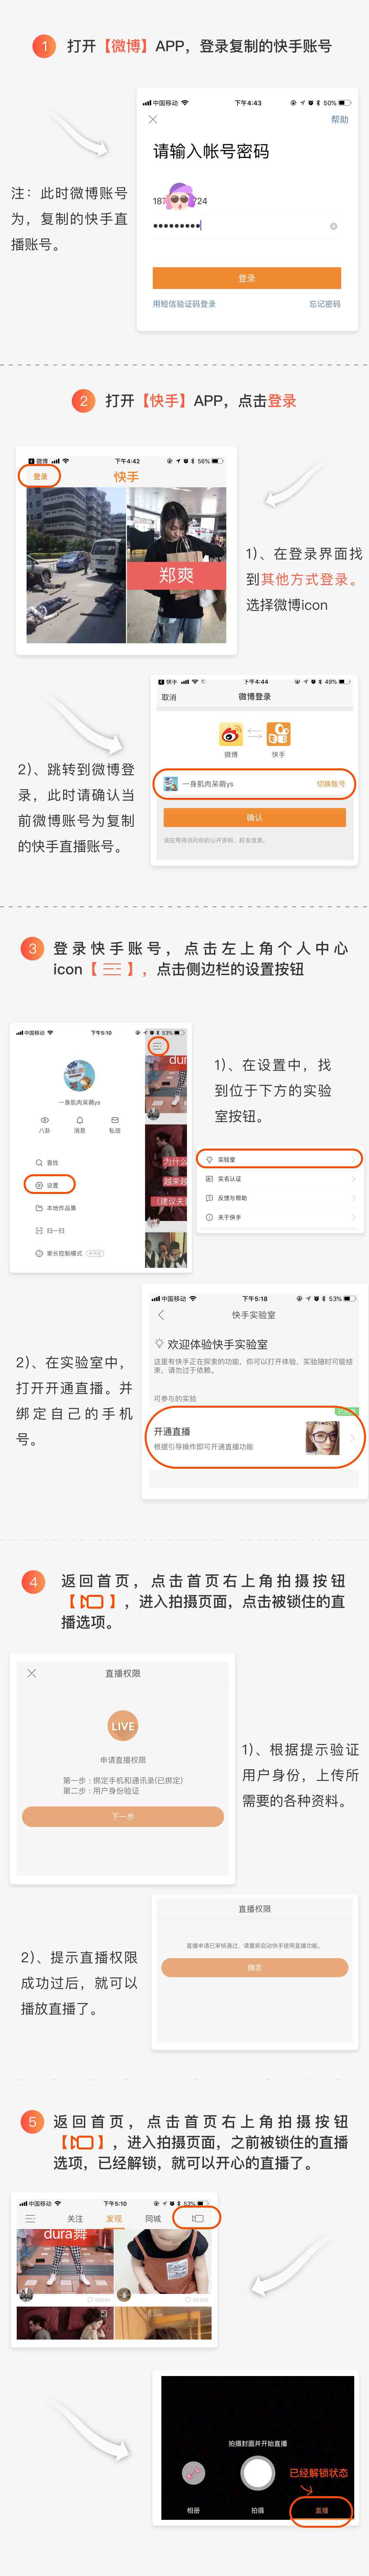 1 打开【微博】APP，登录复制的快手账号
注：此时微博账号
为，复制的快手直
播账号。
中国移动 下午4:43 50%
帮助
请输入帐号密码
18 724
登录
用短信验证码登录 忘记密码
2 打开【快手】APP，点击登录
微博 下午4:42 56%
登录 快手
郑爽
1)、在登录界面找
到其他方式登录。
选择微博icon
2)、跳转到微博登
录，此时请确认当
前微博账号为复制
的快手直播账号。
快手 下午4:44 49%
取消 微博登录
微博 快手
一身肌肉呆萌ys 切换账号
确认
该应用将访问你的公开资料、好友信息。
3 登录快手账号，点击左上角个人中心
icon【 】，点击侧边栏的设置按钮
中国移动 下午5:10 53%
dura
一身肌肉呆萌ys
八卦 消息 私信
查找
设置
本地作品集
扫一扫
家长控制模式
为什么
越来越
（建议夫
1)、在设置中，找
到位于下方的实验
室按钮。
实验室
实名认证
反馈与帮助
关于快手
2)、在实验室中，
打开开通直播。并
绑定自己的手机
号。
中国移动 下午5:18 53%
快手实验室
欢迎体验快手实验室
这里有快手正在探索的功能，你可以打开体验，实验随时可能结
束，请勿过于依赖。
可参与的实验
开通直播
根据引导操作即可开通直播功能
4 返回首页，点击首页右上角拍摄按钮
【 】，进入拍摄页面，点击被锁住的直
播选项。
直播权限
LIVE
申请直播权限
第一步：绑定手机和通讯录(已绑定)
第二步：用户身份验证
下一步
1)、根据提示验证
用户身份，上传所
需要的各种资料。
2)、提示直播权限
成功过后，就可以
播放直播了。
直播权限
直播申请已审核通过，请重新启动快手使用直播功能。
确定
5 返回首页，点击首页右上角拍摄按钮
【 】，进入拍摄页面，之前被锁住的直播
选项，已经解锁，就可以开心的直播了。
中国移动 下午5:10 53%
关注 发现 同城
dura舞
拍摄封面并开始直播
已经解锁状态
相册 拍摄 直播